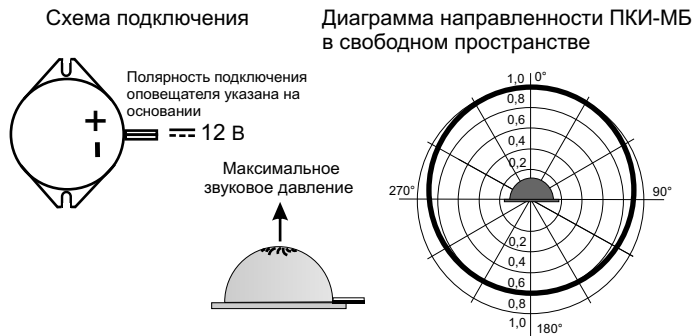 Схема подключения
Полярность подключения
оповещателя указана на
основании
+
-
12 В
Максимальное
звуковое давление
Диаграмма направленности ПКИ-МБ
в свободном пространстве
1,0 0°
0,8
0,6
0,4
0,2
270°
90°
0,2
0,4
0,6
0,8
1,0 180°